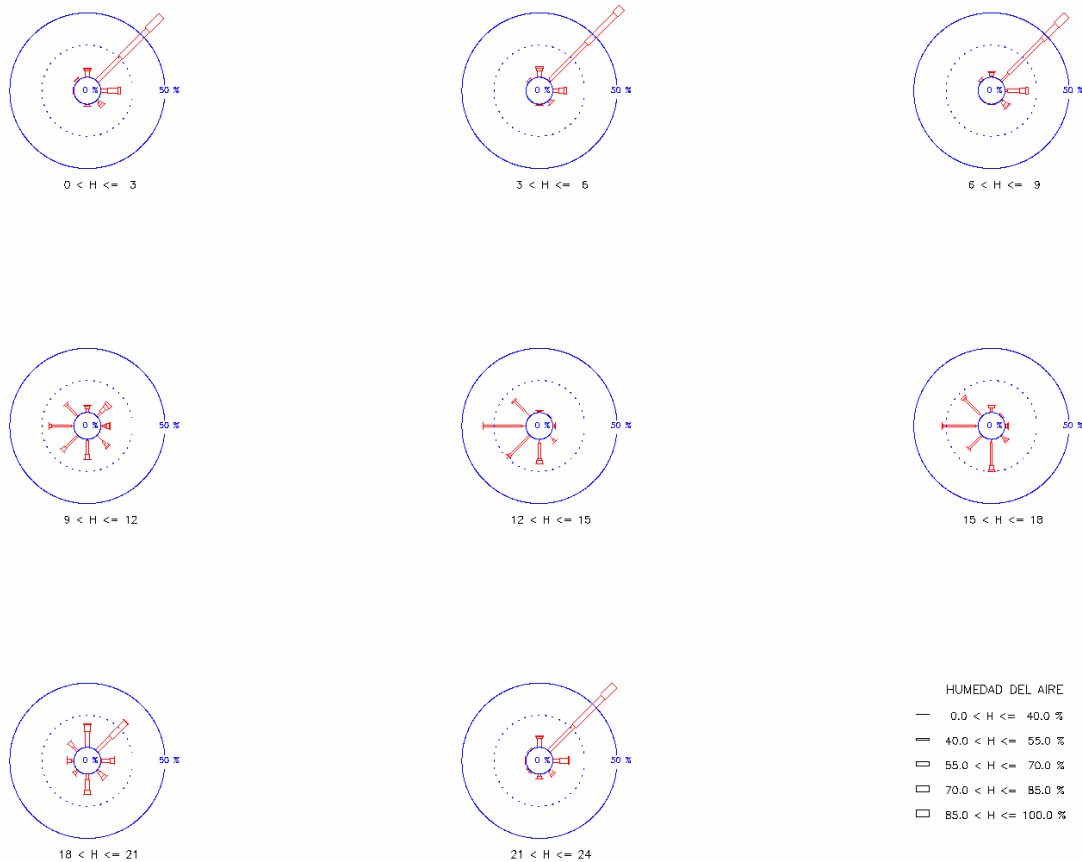 0 % 50 % 0 % 50 % 0 % 50 %
0 < H <= 3 3 < H <= 6 6 < H <= 9
0 % 50 % 0 % 50 % 0 % 50 %
9 < H <= 12 12 < H <= 15 15 < H <= 18
0 % 50 % 0 % 50 %
18 < H <= 21 21 < H <= 24
HUMEDAD DEL AIRE
0.0 < H <= 40.0 %
40.0 < H <= 55.0 %
55.0 < H <= 70.0 %
70.0 < H <= 85.0 %
85.0 < H <= 100.0 %